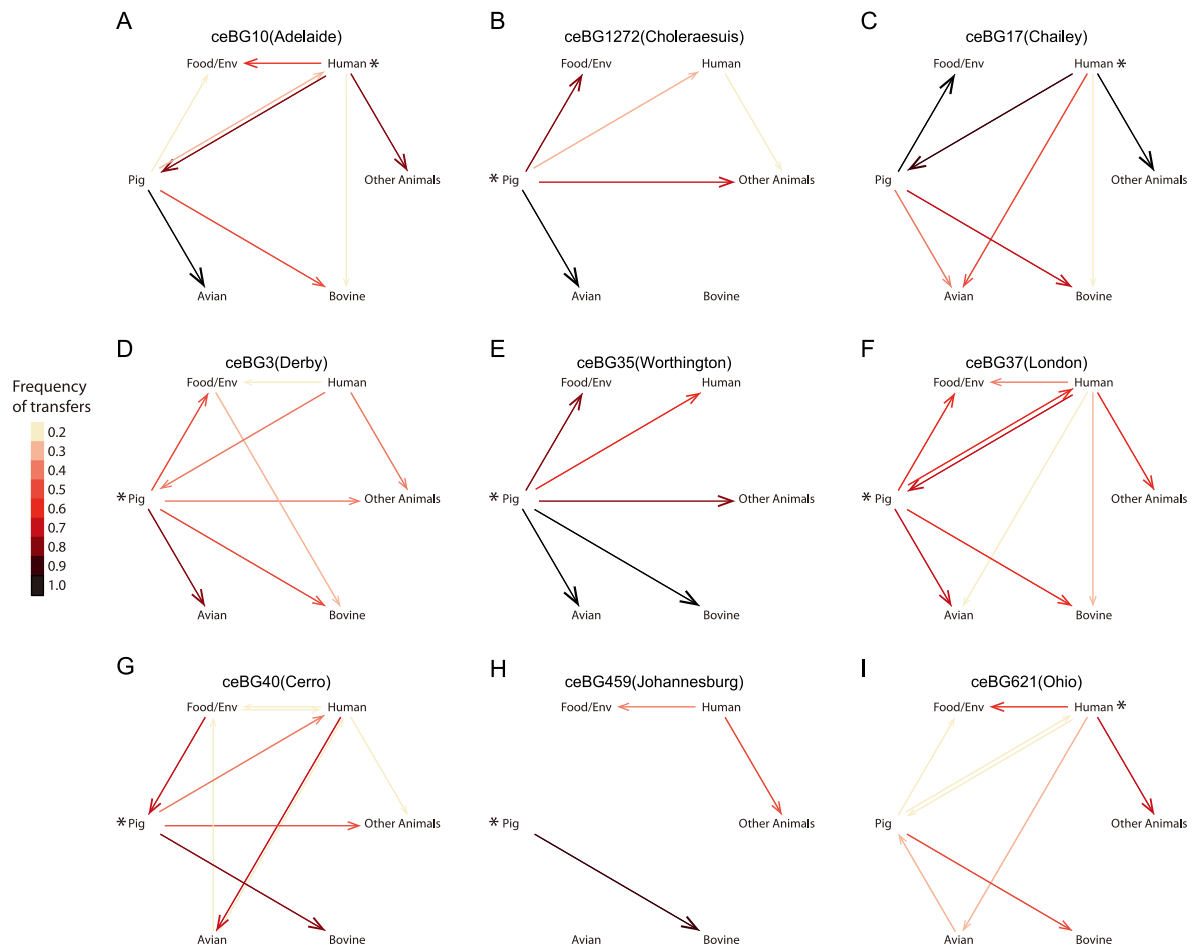 A
ceBG10(Adelaide)
Food/Env
Human *
Pig
Other Animals
Avian
Bovine
B
ceBG1272(Choleraesuis)
Food/Env
Human
* Pig
Other Animals
Avian
Bovine
C
ceBG17(Chailey)
Food/Env
Human *
Pig
Other Animals
Avian
Bovine
Frequency
of transfers
0.2
0.3
0.4
0.5
0.6
0.7
0.8
0.9
1.0
D
ceBG3(Derby)
Food/Env
Human
* Pig
Other Animals
Avian
Bovine
E
ceBG35(Worthington)
Food/Env
Human
* Pig
Other Animals
Avian
Bovine
F
ceBG37(London)
Food/Env
Human
* Pig
Other Animals
Avian
Bovine
G
ceBG40(Cerro)
Food/Env
Human
* Pig
Other Animals
Avian
Bovine
H
ceBG459(Johannesburg)
Food/Env
Human
* Pig
Other Animals
Avian
Bovine
I
ceBG621(Ohio)
Food/Env
Human *
Pig
Other Animals
Avian
Bovine